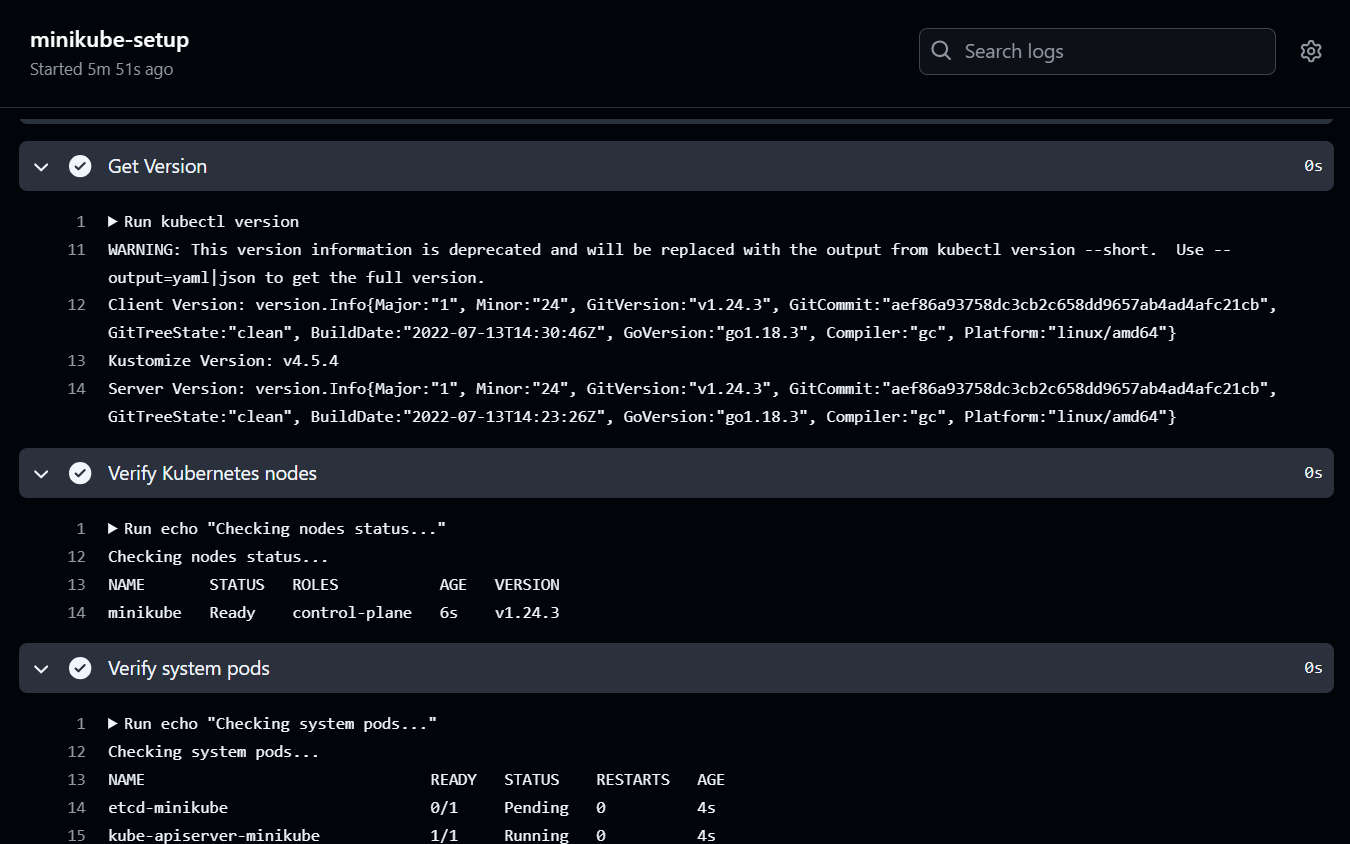 minikube-setup
Started 5m 51s ago
Search logs
Get Version
0s
1 Run kubectl version
11 WARNING: This version information is deprecated and will be replaced with the output from kubectl version --short.  Use --
output=yaml|json to get the full version.
12 Client Version: version.Info{Major:"1", Minor:"24", GitVersion:"v1.24.3", GitCommit:"aef86a93758dc3cb2c658dd9657ab4ad4afc21cb",
GitTreeState:"clean", BuildDate:"2022-07-13T14:30:46Z", GoVersion:"go1.18.3", Compiler:"gc", Platform:"linux/amd64"}
13 Kustomize Version: v4.5.4
14 Server Version: version.Info{Major:"1", Minor:"24", GitVersion:"v1.24.3", GitCommit:"aef86a93758dc3cb2c658dd9657ab4ad4afc21cb",
GitTreeState:"clean", BuildDate:"2022-07-13T14:23:26Z", GoVersion:"go1.18.3", Compiler:"gc", Platform:"linux/amd64"}
Verify Kubernetes nodes
0s
1 Run echo "Checking nodes status..."
12 Checking nodes status...
13 NAME       STATUS   ROLES           AGE   VERSION
14 minikube   Ready    control-plane   6s    v1.24.3
Verify system pods
0s
1 Run echo "Checking system pods..."
12 Checking system pods...
13 NAME                               READY   STATUS    RESTARTS   AGE
14 etcd-minikube                      0/1     Pending   0          4s
15 kube-apiserver-minikube            1/1     Running   0          4s